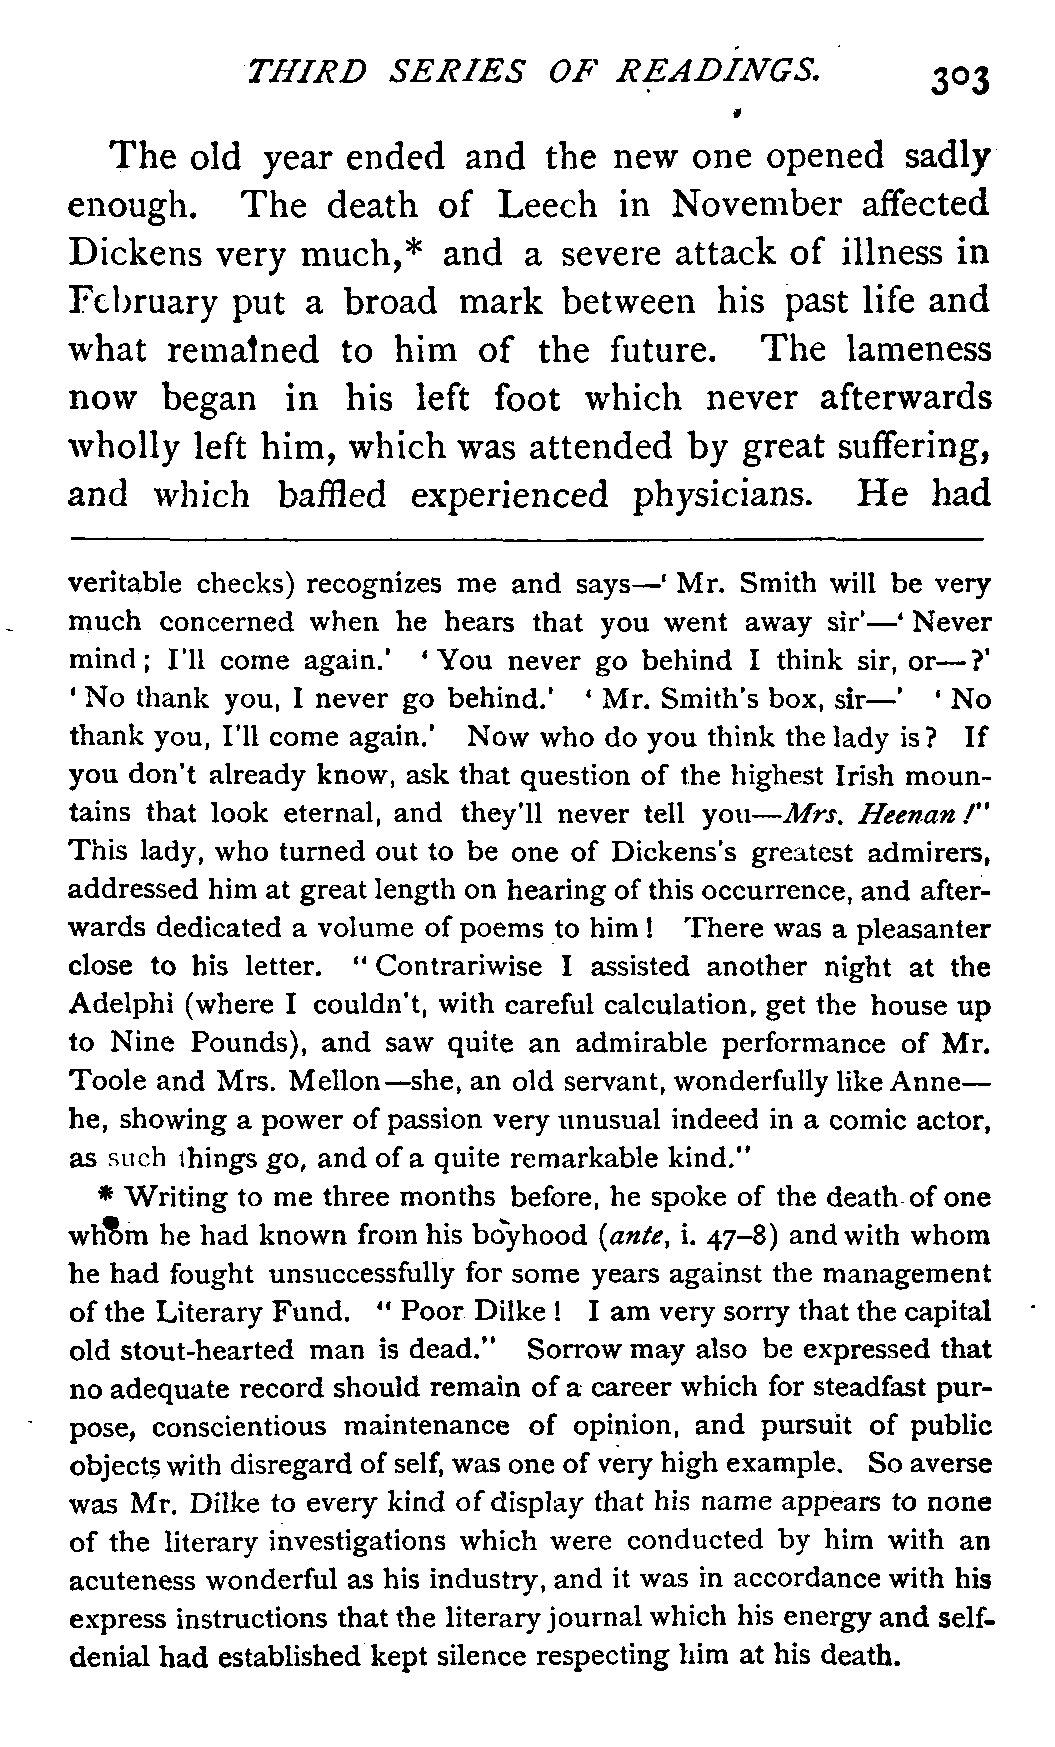 THIRD SERIES OF READINGS. 303
The old year ended and the new one opened sadly
enough. The death of Leech in November affected
Dickens very much,* and a severe attack of illness in
February put a broad mark between his past life and
what remained to him of the future. The lameness
now began in his left foot which never afterwards
wholly left him, which was attended by great suffering,
and which baffled experienced physicians. He had
veritable checks) recognizes me and says—' Mr. Smith will be very
much concerned when he hears that you went away sir'—' Never
mind; I'll come again.' ' You never go behind I think sir, or—?'
' No thank you, I never go behind.' ' Mr. Smith's box, sir—' ' No
thank you, I'll come again.' Now who do you think the lady is? If
you don't already know, ask that question of the highest Irish moun-
tains that look eternal, and they'll never tell you—Mrs. Heenan!"
This lady, who turned out to be one of Dickens's greatest admirers,
addressed him at great length on hearing of this occurrence, and after-
wards dedicated a volume of poems to him! There was a pleasanter
close to his letter. "Contrariwise I assisted another night at the
Adelphi (where I couldn't, with careful calculation, get the house up
to Nine Pounds), and saw quite an admirable performance of Mr.
Toole and Mrs. Mellon—she, an old servant, wonderfully like Anne—
he, showing a power of passion very unusual indeed in a comic actor,
as such things go, and of a quite remarkable kind."
* Writing to me three months before, he spoke of the death of one
whom he had known from his boyhood (ante, i. 47–8) and with whom
he had fought unsuccessfully for some years against the management
of the Literary Fund. "Poor Dilke! I am very sorry that the capital
old stout-hearted man is dead." Sorrow may also be expressed that
no adequate record should remain of a career which for steadfast pur-
pose, conscientious maintenance of opinion, and pursuit of public
objects with disregard of self, was one of very high example. So averse
was Mr. Dilke to every kind of display that his name appears to none
of the literary investigations which were conducted by him with an
acuteness wonderful as his industry, and it was in accordance with his
express instructions that the literary journal which his energy and self-
denial had established kept silence respecting him at his death.